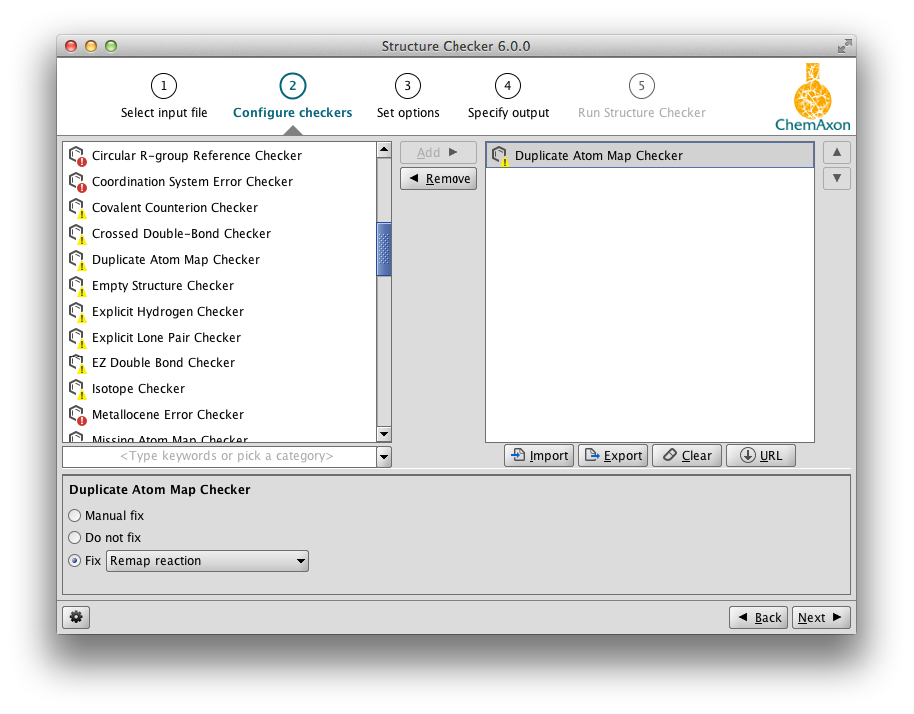 Structure Checker 6.0.0
1 2 3 4 5
Select input file Configure checkers Set options Specify output Run Structure Checker
ChemAxon
Circular R-group Reference Checker
Coordination System Error Checker
Covalent Counterion Checker
Crossed Double-Bond Checker
Duplicate Atom Map Checker
Empty Structure Checker
Explicit Hydrogen Checker
Explicit Lone Pair Checker
EZ Double Bond Checker
Isotope Checker
Metallocene Error Checker
Missing Atom Map Checker
<Type keywords or pick a category>
Add
Remove
Duplicate Atom Map Checker
Import Export Clear URL
Duplicate Atom Map Checker
Manual fix
Do not fix
Fix Remap reaction
Back Next